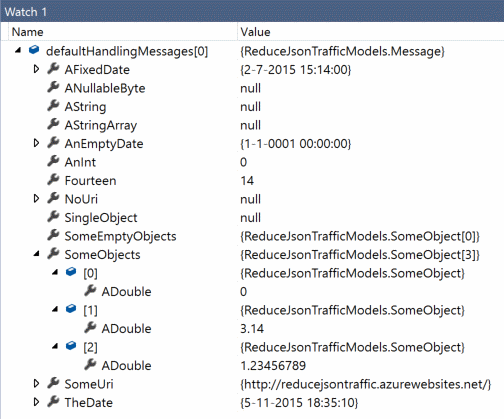 Watch 1
Name Value
defaultHandlingMessages[0] {ReduceJsonTrafficModels.Message}
AFixedDate {2-7-2015 15:14:00}
ANullableByte null
AString null
AStringArray null
AnEmptyDate {1-1-0001 00:00:00}
AnInt 0
Fourteen 14
NoUri null
SingleObject null
SomeEmptyObjects {ReduceJsonTrafficModels.SomeObject[0]}
SomeObjects {ReduceJsonTrafficModels.SomeObject[3]}
[0] {ReduceJsonTrafficModels.SomeObject}
ADouble 0
[1] {ReduceJsonTrafficModels.SomeObject}
ADouble 3.14
[2] {ReduceJsonTrafficModels.SomeObject}
ADouble 1.23456789
SomeUri {http://reducejsontraffic.azurewebsites.net/}
TheDate {5-11-2015 18:35:10}